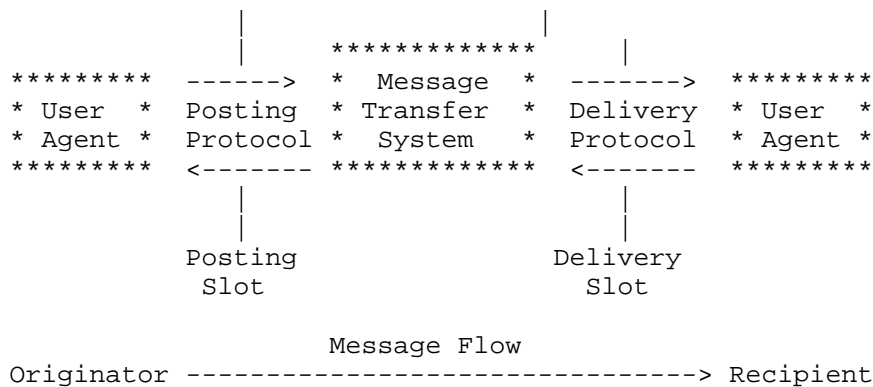 |                  |
|     *************     |
*********  ------>  *  Message  *  ------->  *********
* User  *  Posting  * Transfer  *  Delivery  * User  *
* Agent *  Protocol *  System   *  Protocol  * Agent *
*********  <------- *************  <-------  *********
|                       |
|                       |
Posting                Delivery
Slot                   Slot
Message Flow
Originator --------------------------------> Recipient